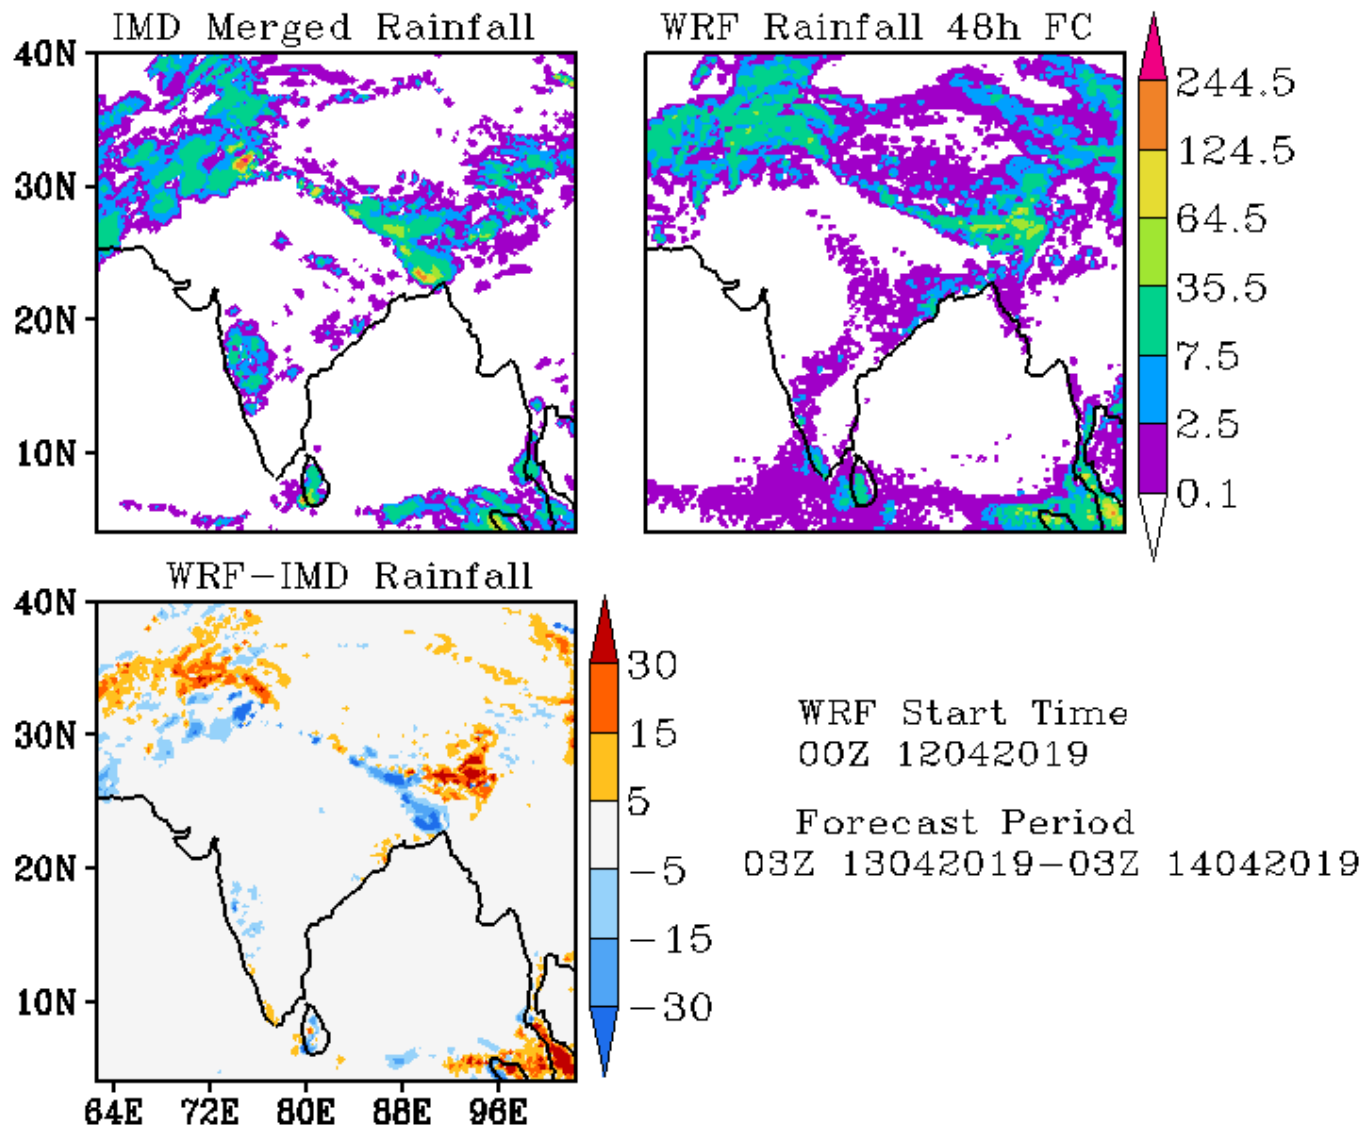 IMD Merged Rainfall
WRF Rainfall 48h FC
40N
30N
20N
10N
244.5
124.5
64.5
35.5
7.5
2.5
0.1
WRF-IMD Rainfall
40N
30N
20N
10N
64E 72E 80E 88E 96E
30
15
5
-5
-15
-30
WRF Start Time
00Z 12042019
Forecast Period
03Z 13042019-03Z 14042019